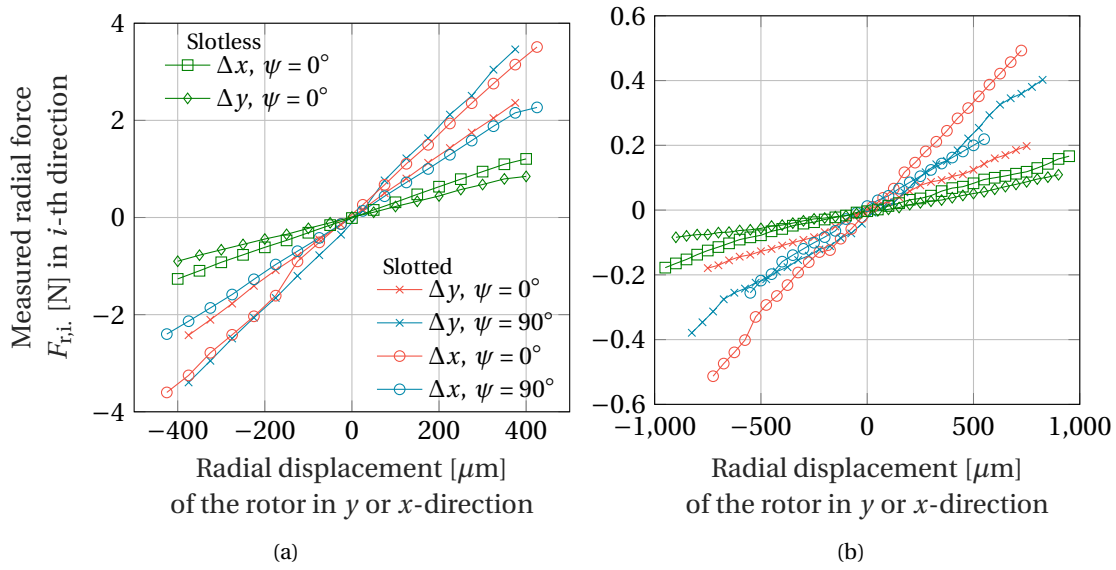 Measured radial force
F_r,i. [N] in i-th direction
4
2
0
−2
−4
Slotless
Δx, ψ = 0°
Δy, ψ = 0°
Slotted
Δy, ψ = 0°
Δy, ψ = 90°
Δx, ψ = 0°
Δx, ψ = 90°
−400 −200 0 200 400
Radial displacement [μm]
of the rotor in y or x-direction
(a)
0.6
0.4
0.2
0
−0.2
−0.4
−0.6
−1,000 −500 0 500 1,000
Radial displacement [μm]
of the rotor in y or x-direction
(b)